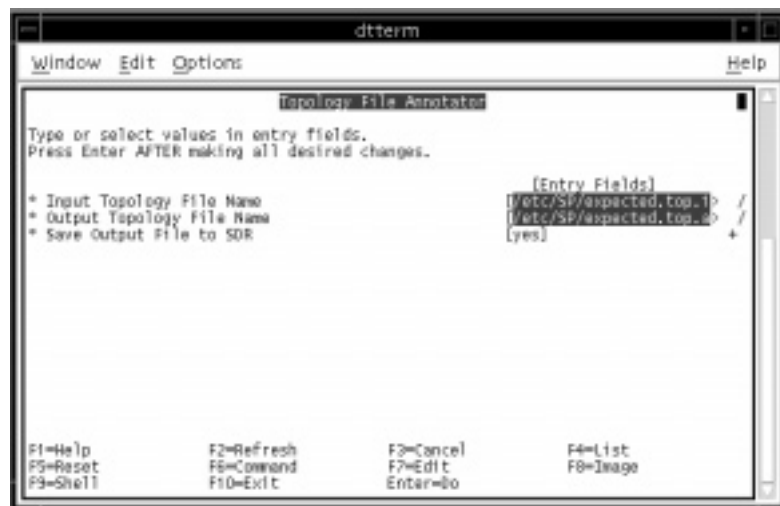 dtterm
Window Edit Options Help
Topology File Annotator
Type or select values in entry fields.
Press Enter AFTER making all desired changes.
[Entry Fields]
* Input Topology File Name [/etc/SP/expected.top.1> /
* Output Topology File Name [/etc/SP/expected.top.a> /
* Save Output File to SDR [yes] +
F1=Help F2=Refresh F3=Cancel F4=List
F5=Reset F6=Command F7=Edit F8=Image
F9=Shell F10=Exit Enter=Do